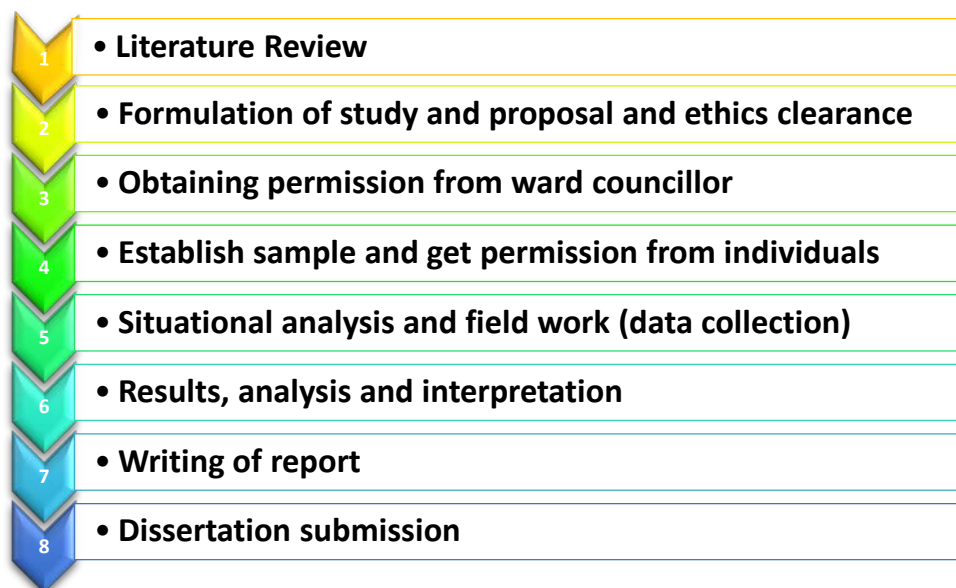 1
• Literature Review
2
• Formulation of study and proposal and ethics clearance
3
• Obtaining permission from ward councillor
4
• Establish sample and get permission from individuals
5
• Situational analysis and field work (data collection)
6
• Results, analysis and interpretation
7
• Writing of report
8
• Dissertation submission